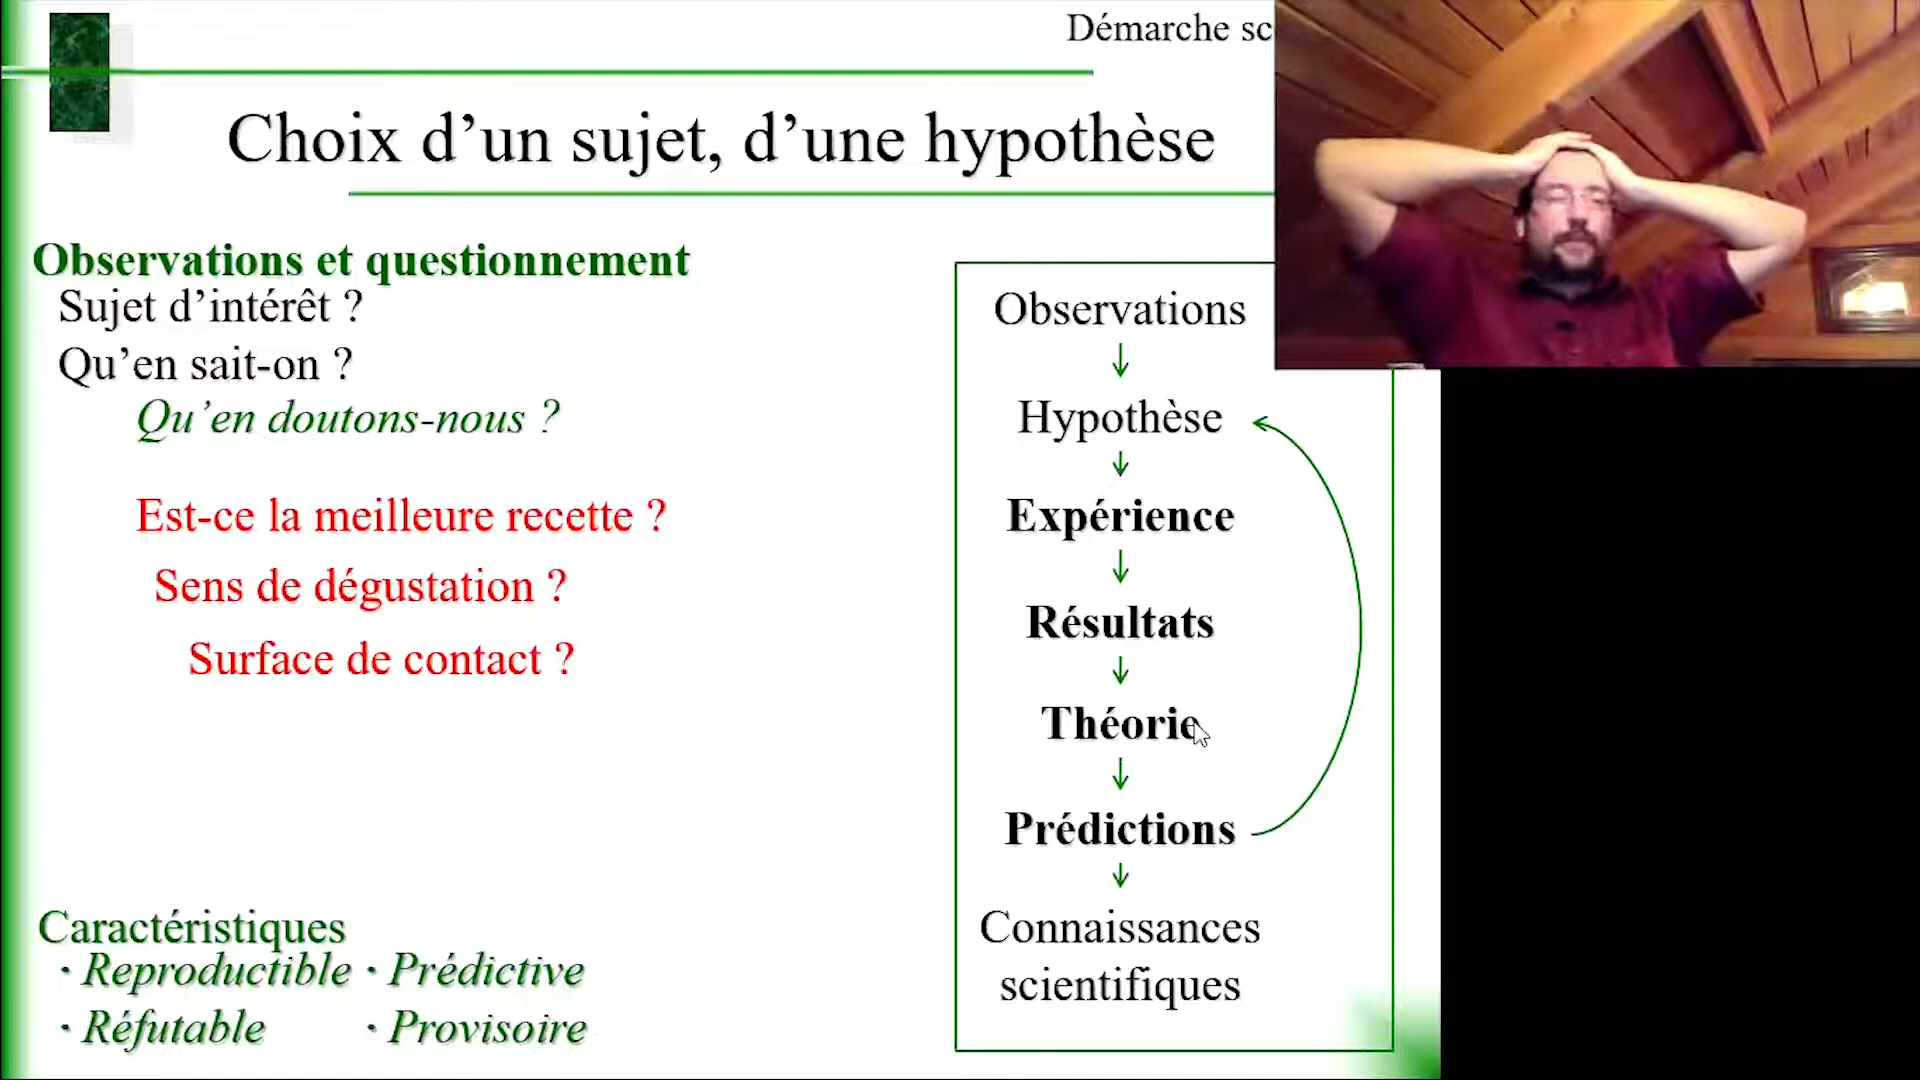 Démarche
Choix d’un sujet, d’une hypothèse
Observations et questionnement
Sujet d’intérêt ?
Qu’en sait-on ?
Qu’en doutons-nous ?
Est-ce la meilleure recette ?
Sens de dégustation ?
Surface de contact ?
Caractéristiques
· Reproductible · Prédictive
· Réfutable · Provisoire
Observations
Hypothèse
Expérience
Résultats
Théorie
Prédictions
Connaissances
scientifiques